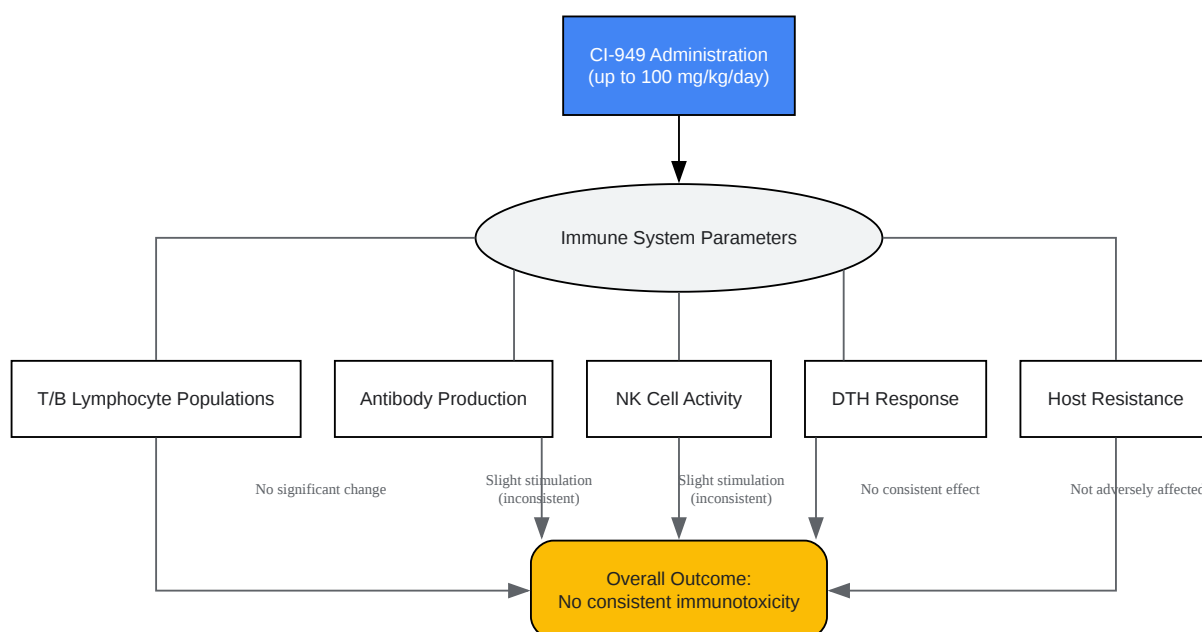 CI-949 Administration
(up to 100 mg/kg/day)
Immune System Parameters
T/B Lymphocyte Populations
Antibody Production
NK Cell Activity
DTH Response
Host Resistance
No significant change
Slight stimulation
(inconsistent)
Slight stimulation
(inconsistent)
No consistent effect
Not adversely affected
Overall Outcome:
No consistent immunotoxicity